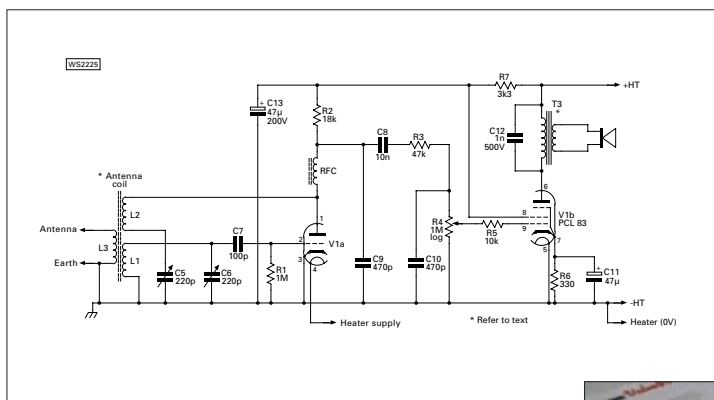 WS2225
R7
3k3
+HT
+
C13
47µ
200V
R2
18k
T3
*
C8
10n
R3
47k
C12
1n
500V
RFC
* Antenna
coil
L2
Antenna
L3
Earth
L1
C7
100p
1
2
3
4
V1a
R4
1M
log
R5
10k
6
8
9
7
5
V1b
PCL 83
C5
220p
C6
220p
R1
1M
C9
470p
C10
470p
R6
330
+
C11
47µ
-HT
Heater supply
* Refer to text
Heater (0V)